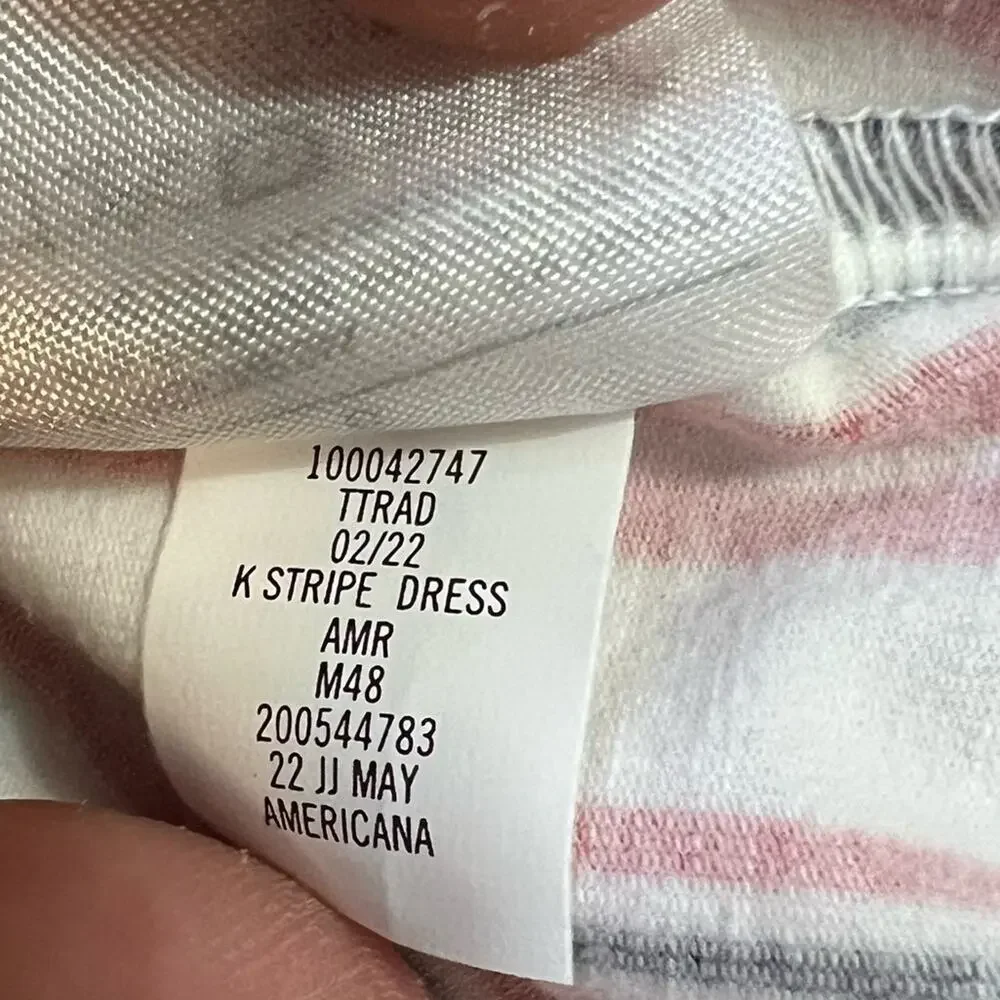 100042747
TTRAD
02/22
K STRIPE DRESS
AMR
M48
200544783
22 JJ MAY
AMERICANA